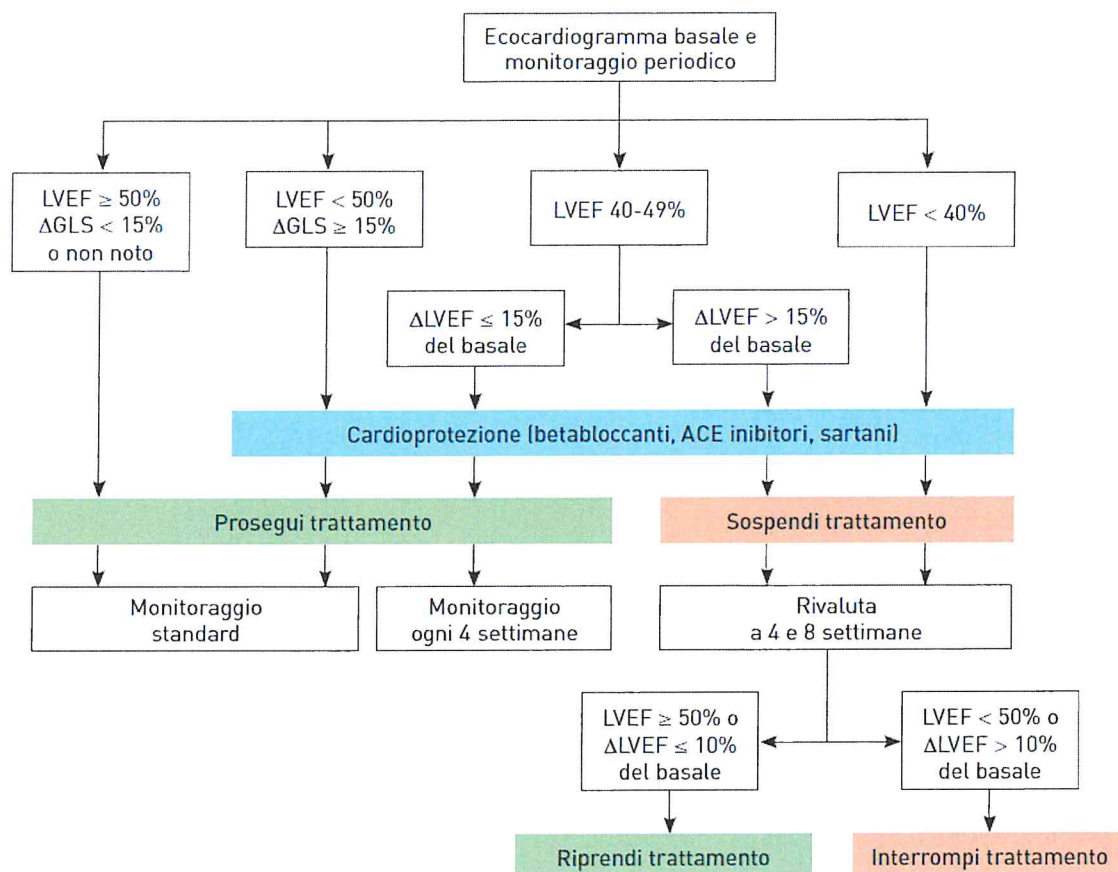 Ecocardiogramma basale e
monitoraggio periodico
LVEF ≥ 50%
ΔGLS < 15%
o non noto
LVEF < 50%
ΔGLS ≥ 15%
LVEF 40-49%
LVEF < 40%
ΔLVEF ≤ 15%
del basale
ΔLVEF > 15%
del basale
Cardioprotezione (betabloccanti, ACE inibitori, sartani)
Prosegui trattamento
Sospendi trattamento
Monitoraggio
standard
Monitoraggio
ogni 4 settimane
Rivaluta
a 4 e 8 settimane
LVEF ≥ 50% o
ΔLVEF ≤ 10%
del basale
LVEF < 50% o
ΔLVEF > 10%
del basale
Riprendi trattamento
Interrompi trattamento